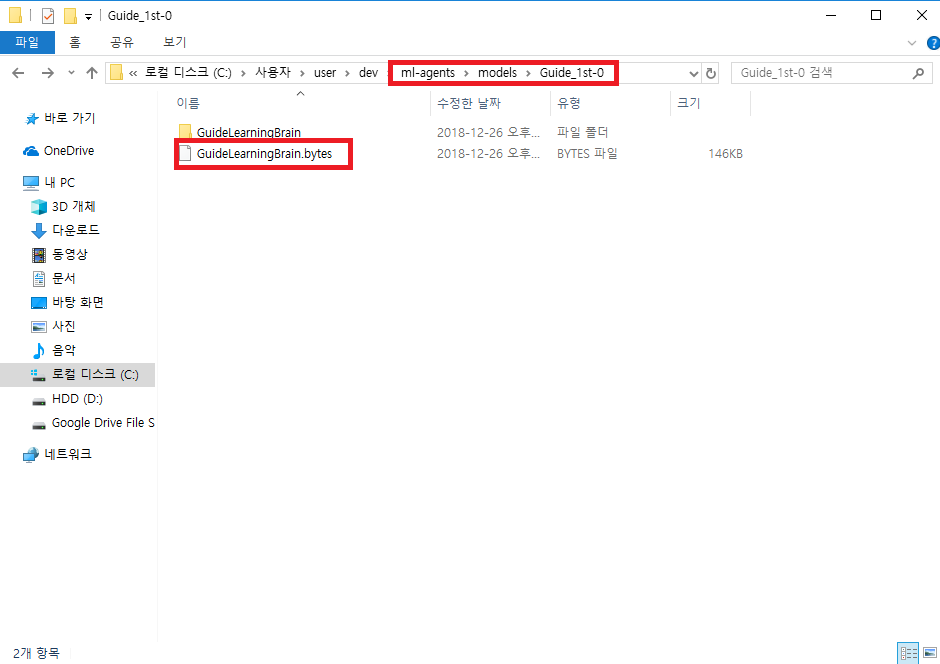 Guide_1st-0
파일 홈 공유 보기
« 로컬 디스크 (C:) › 사용자 › user › dev › ml-agents › models › Guide_1st-0
Guide_1st-0 검색
이름 수정한 날짜 유형 크기
GuideLearningBrain 2018-12-26 오후... 파일 폴더
GuideLearningBrain.bytes 2018-12-26 오후... BYTES 파일 146KB
바로 가기
OneDrive
내 PC
3D 개체
다운로드
동영상
문서
바탕 화면
사진
음악
로컬 디스크 (C:)
HDD (D:)
Google Drive File S
네트워크
2개 항목